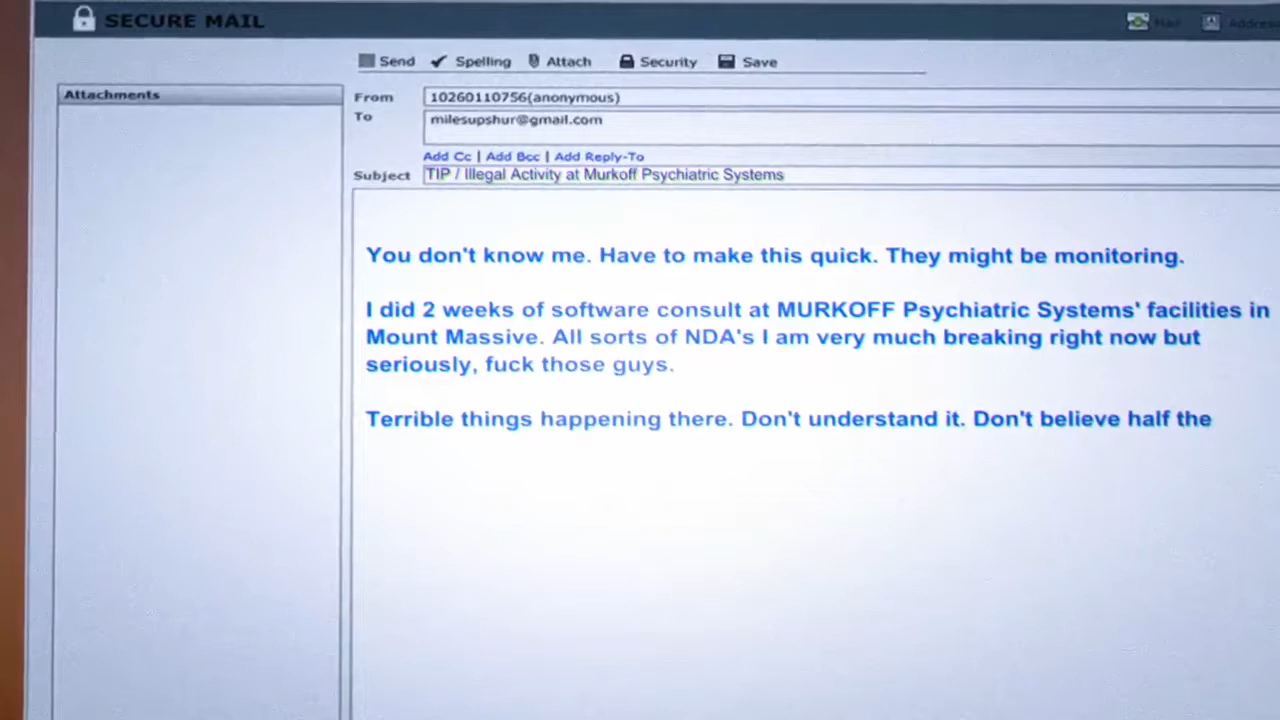 SECURE MAIL
Mail Address
Send Spelling Attach Security Save
Attachments
From 10260110756(anonymous)
To milesupshur@gmail.com
Add Cc | Add Bcc | Add Reply-To
Subject TIP / Illegal Activity at Murkoff Psychiatric Systems
You don't know me. Have to make this quick. They might be monitoring.
I did 2 weeks of software consult at MURKOFF Psychiatric Systems' facilities in
Mount Massive. All sorts of NDA's I am very much breaking right now but
seriously, fuck those guys.
Terrible things happening there. Don't understand it. Don't believe half the